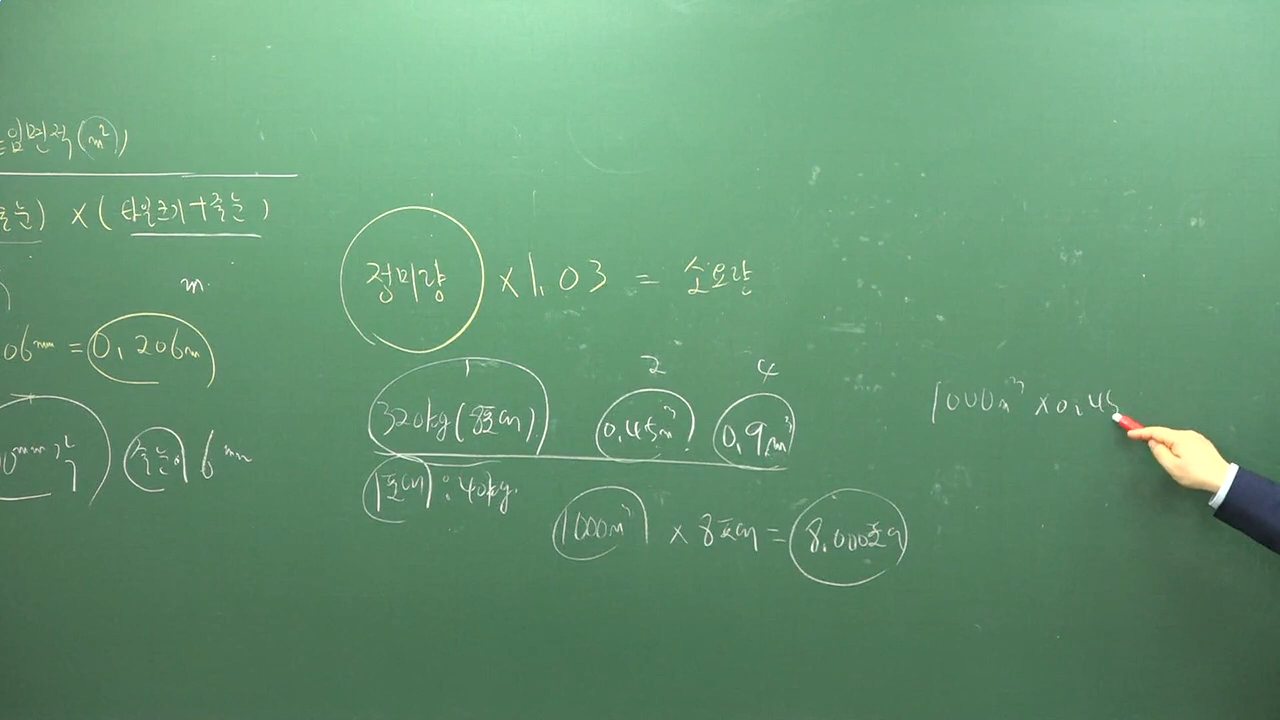 면적(m²)
줄눈) × (타일크기+줄눈)
m
06mm = 0,206m
줄눈 6mm
정미량 × 1.03 = 소요량
1 2 4
320kg(8포대) 0.45m³ 0.9m³
1포대 : 40kg.
1000m³ × 8포대 = 8.000포대
1000m³ × 0.45